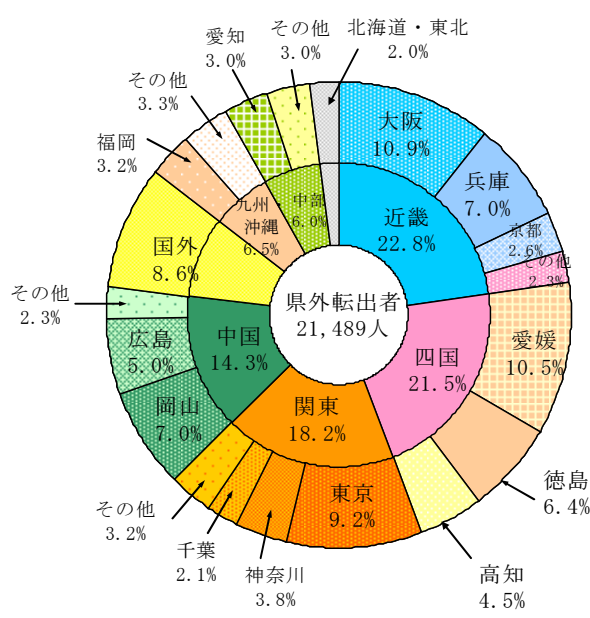 県外転出者
21,489人
近畿
22.8%
大阪
10.9%
兵庫
7.0%
京都
2.6%
その他
2.3%
四国
21.5%
愛媛
10.5%
徳島
6.4%
高知
4.5%
関東
18.2%
東京
9.2%
神奈川
3.8%
千葉
2.1%
その他
3.2%
中国
14.3%
岡山
7.0%
広島
5.0%
その他
2.3%
国外
8.6%
九州・
沖縄
6.5%
福岡
3.2%
その他
3.3%
中部
6.0%
愛知
3.0%
その他
3.0%
北海道・東北
2.0%